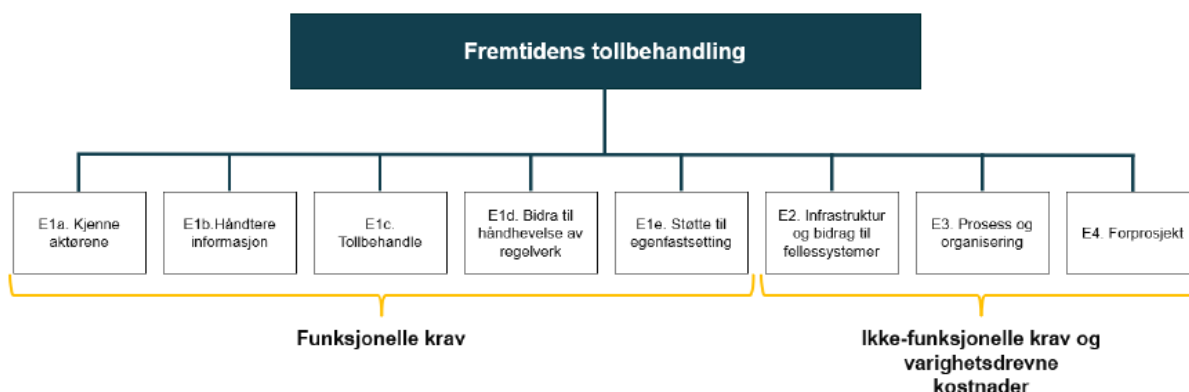 Fremtidens tollbehandling
E1a. Kjenne
aktørene
E1b.Håndtere
informasjon
E1c.
Tollbehandle
E1d. Bidra til
håndhevelse av
regelverk
E1e. Støtte til
egenfastsetting
E2. Infrastruktur
og bidrag til
fellessystemer
E3. Prosess og
organisering
E4. Forprosjekt
Funksjonelle krav
Ikke-funksjonelle krav og
varighetsdrevne
kostnader